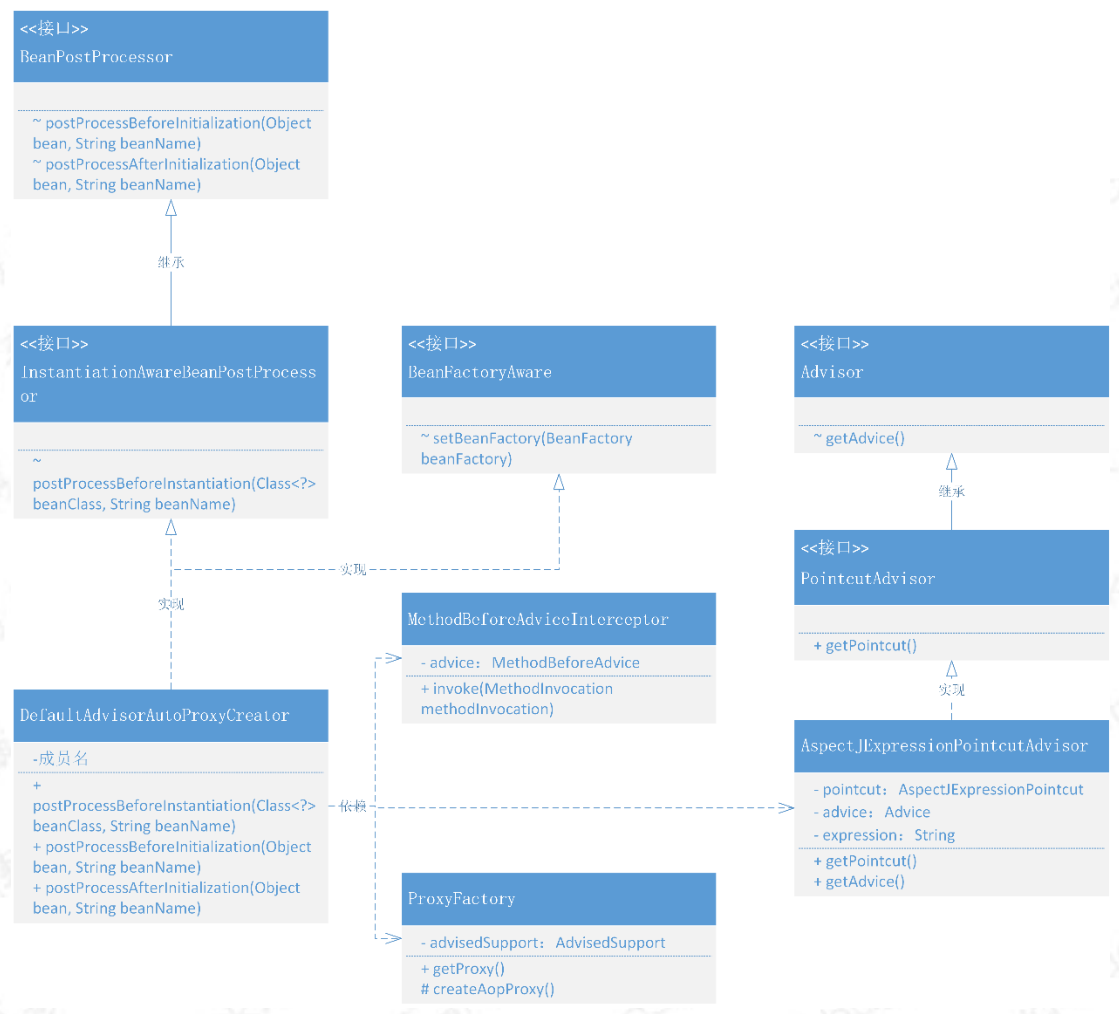 <<接口>>
BeanPostProcessor
~ postProcessBeforeInitialization(Object
bean, String beanName)
~ postProcessAfterInitialization(Object
bean, String beanName)
继承
<<接口>>
InstantiationAwareBeanPostProcess
or
~
postProcessBeforeInstantiation(Class<?>
beanClass, String beanName)
<<接口>>
BeanFactoryAware
~ setBeanFactory(BeanFactory
beanFactory)
<<接口>>
Advisor
~ getAdvice()
继承
<<接口>>
PointcutAdvisor
+ getPointcut()
实现
实现
实现
MethodBeforeAdviceInterceptor
- advice：MethodBeforeAdvice
+ invoke(MethodInvocation
methodInvocation)
DefaultAdvisorAutoProxyCreator
-成员名
+
postProcessBeforeInstantiation(Class<?>
beanClass, String beanName)
+ postProcessBeforeInitialization(Object
bean, String beanName)
+ postProcessAfterInitialization(Object
bean, String beanName)
依赖
AspectJExpressionPointcutAdvisor
- pointcut：AspectJExpressionPointcut
- advice：Advice
- expression：String
+ getPointcut()
+ getAdvice()
ProxyFactory
- advisedSupport：AdvisedSupport
+ getProxy()
# createAopProxy()